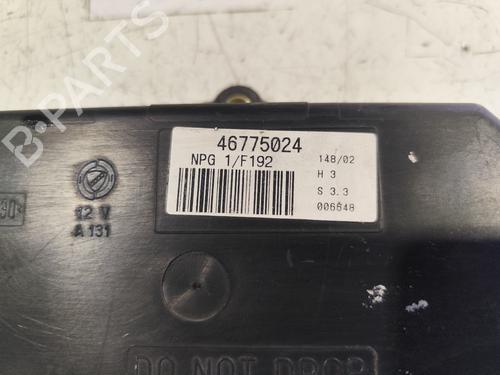 B-PARTS
46775024
NPG 1/F192
148/02
H 3
S 3.3
006648
12 V
A 131
DO NOT DROP